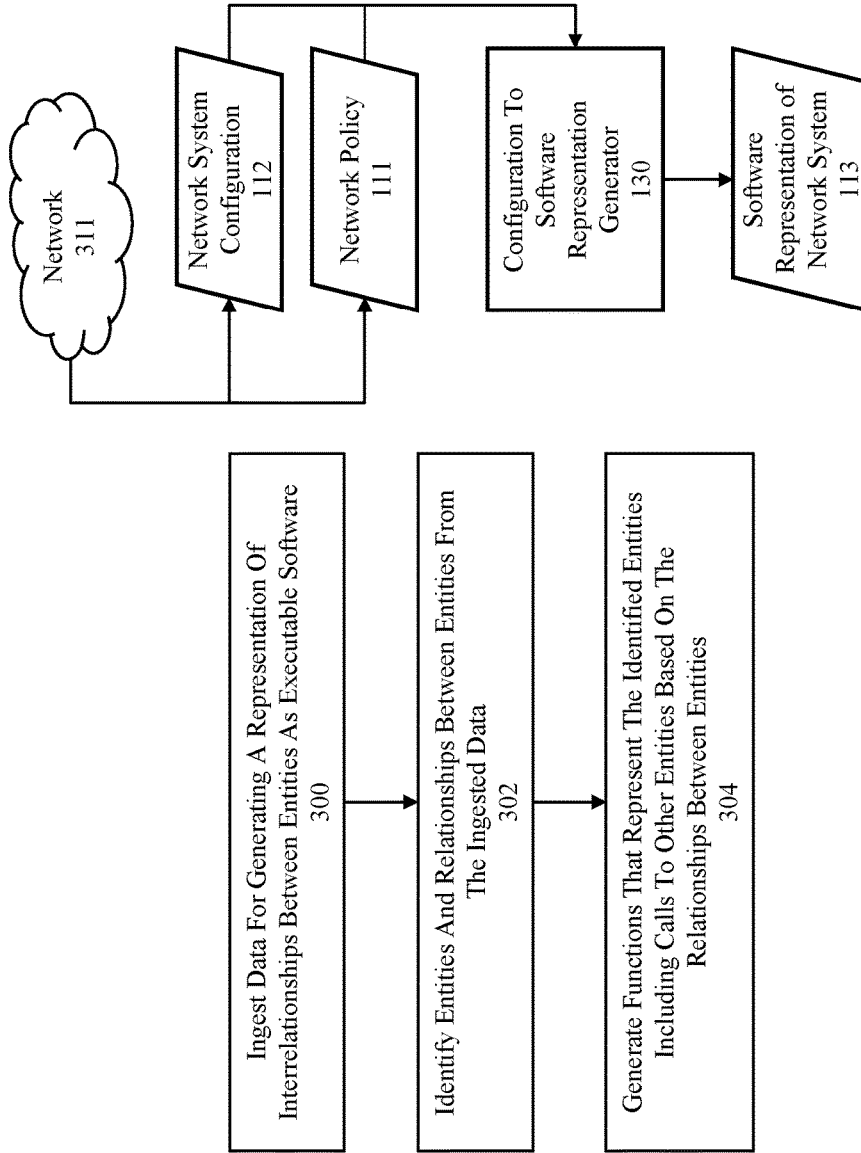 Network
311
Network System
Configuration
112
Network Policy
111
Configuration To
Software
Representation
Generator
130
Software
Representation of
Network System
113
Ingest Data For Generating A Representation Of
Interrelationships Between Entities As Executable Software
300
Identify Entities And Relationships Between Entities From
The Ingested Data
302
Generate Functions That Represent The Identified Entities
Including Calls To Other Entities Based On The
Relationships Between Entities
304